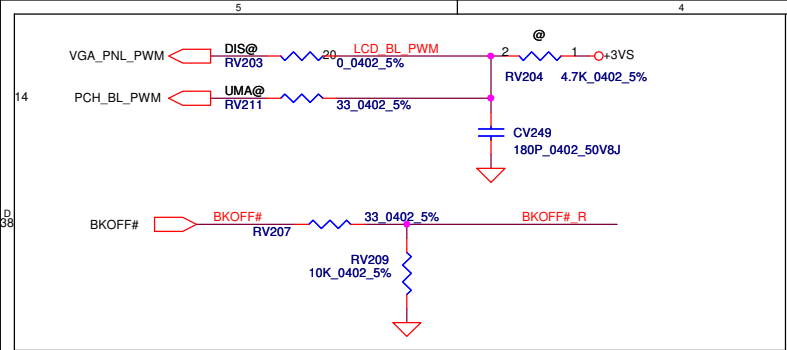 5 4
@
VGA_PNL_PWM DIS@ 20 LCD_BL_PWM 2 1 +3VS
RV203 0_0402_5% RV204 4.7K_0402_5%
14 PCH_BL_PWM UMA@
RV211 33_0402_5%
CV249
180P_0402_50V8J
D
38 BKOFF# BKOFF# 33_0402_5% BKOFF#_R
RV207
RV209
10K_0402_5%